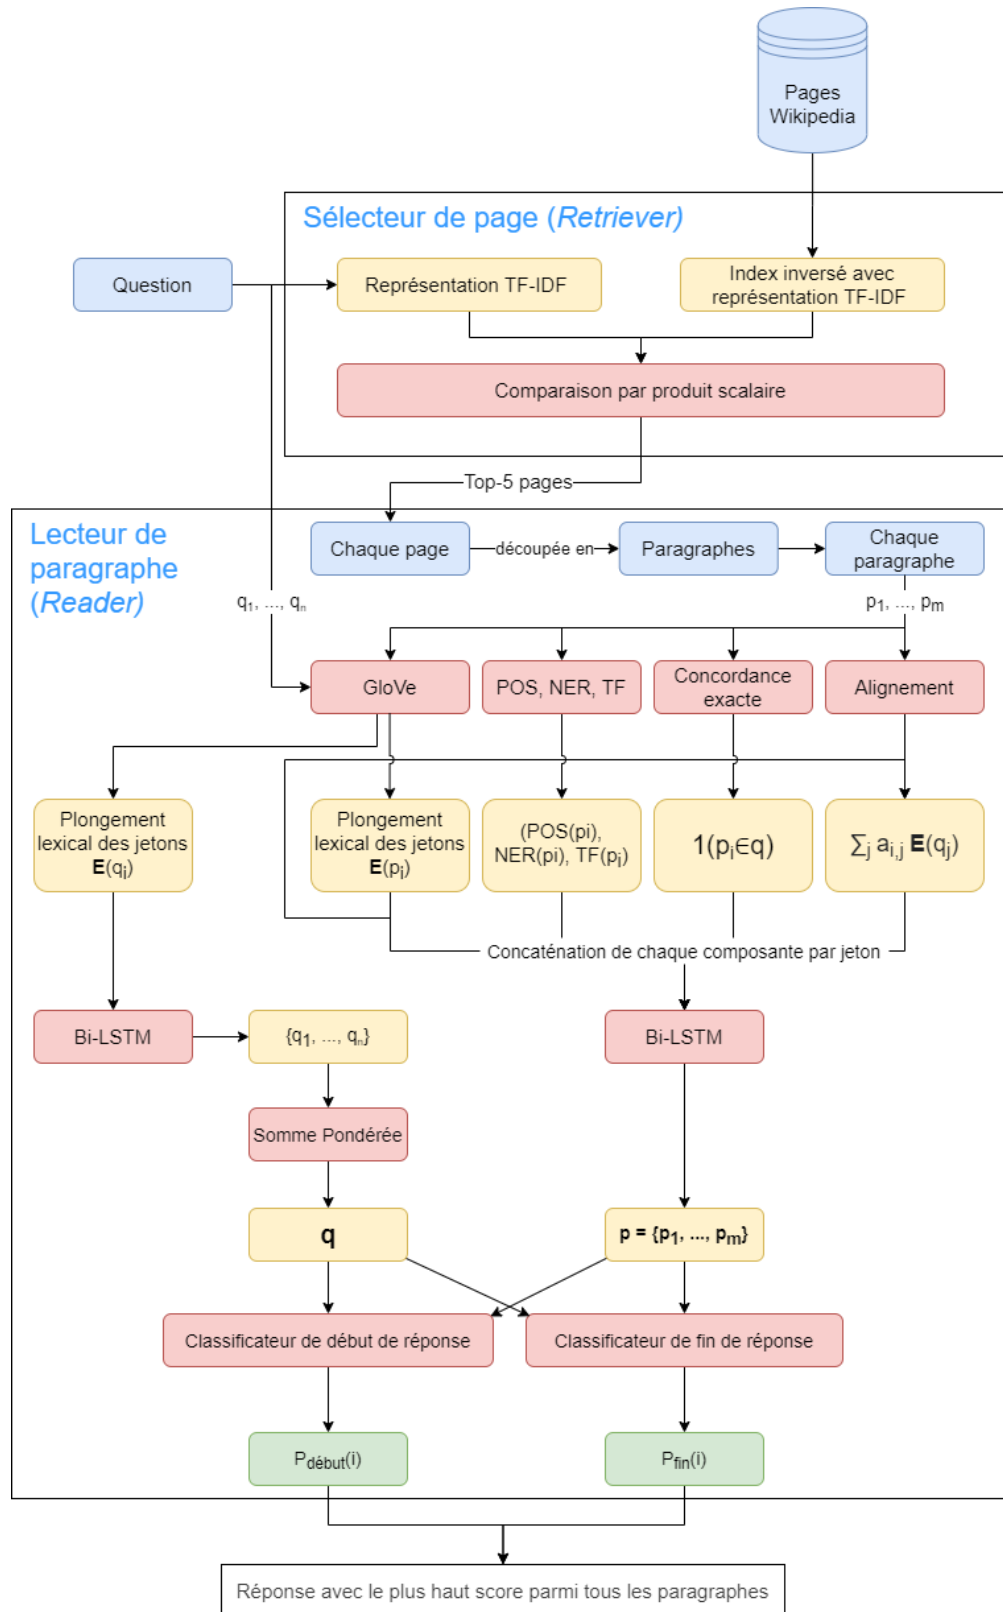 Pages
Wikipedia
Sélecteur de page (Retriever)
Question
Représentation TF-IDF
Index inversé avec
représentation TF-IDF
Comparaison par produit scalaire
Top-5 pages
Lecteur de
paragraphe
(Reader)
Chaque page
découpée en
Paragraphes
Chaque
paragraphe
q₁, ..., qₙ
p₁, ..., pₘ
GloVe
POS, NER, TF
Concordance
exacte
Alignement
Plongement
lexical des jetons
E(qᵢ)
Plongement
lexical des jetons
E(pᵢ)
(POS(pi),
NER(pi), TF(pᵢ)
1(pᵢ∈q)
∑ⱼ aᵢ,ⱼ E(qⱼ)
Concaténation de chaque composante par jeton
Bi-LSTM
{q₁, ..., qₙ}
Bi-LSTM
Somme Pondérée
q
p = {p₁, ..., pₘ}
Classificateur de début de réponse
Classificateur de fin de réponse
Pdébut(i)
Pfin(i)
Réponse avec le plus haut score parmi tous les paragraphes